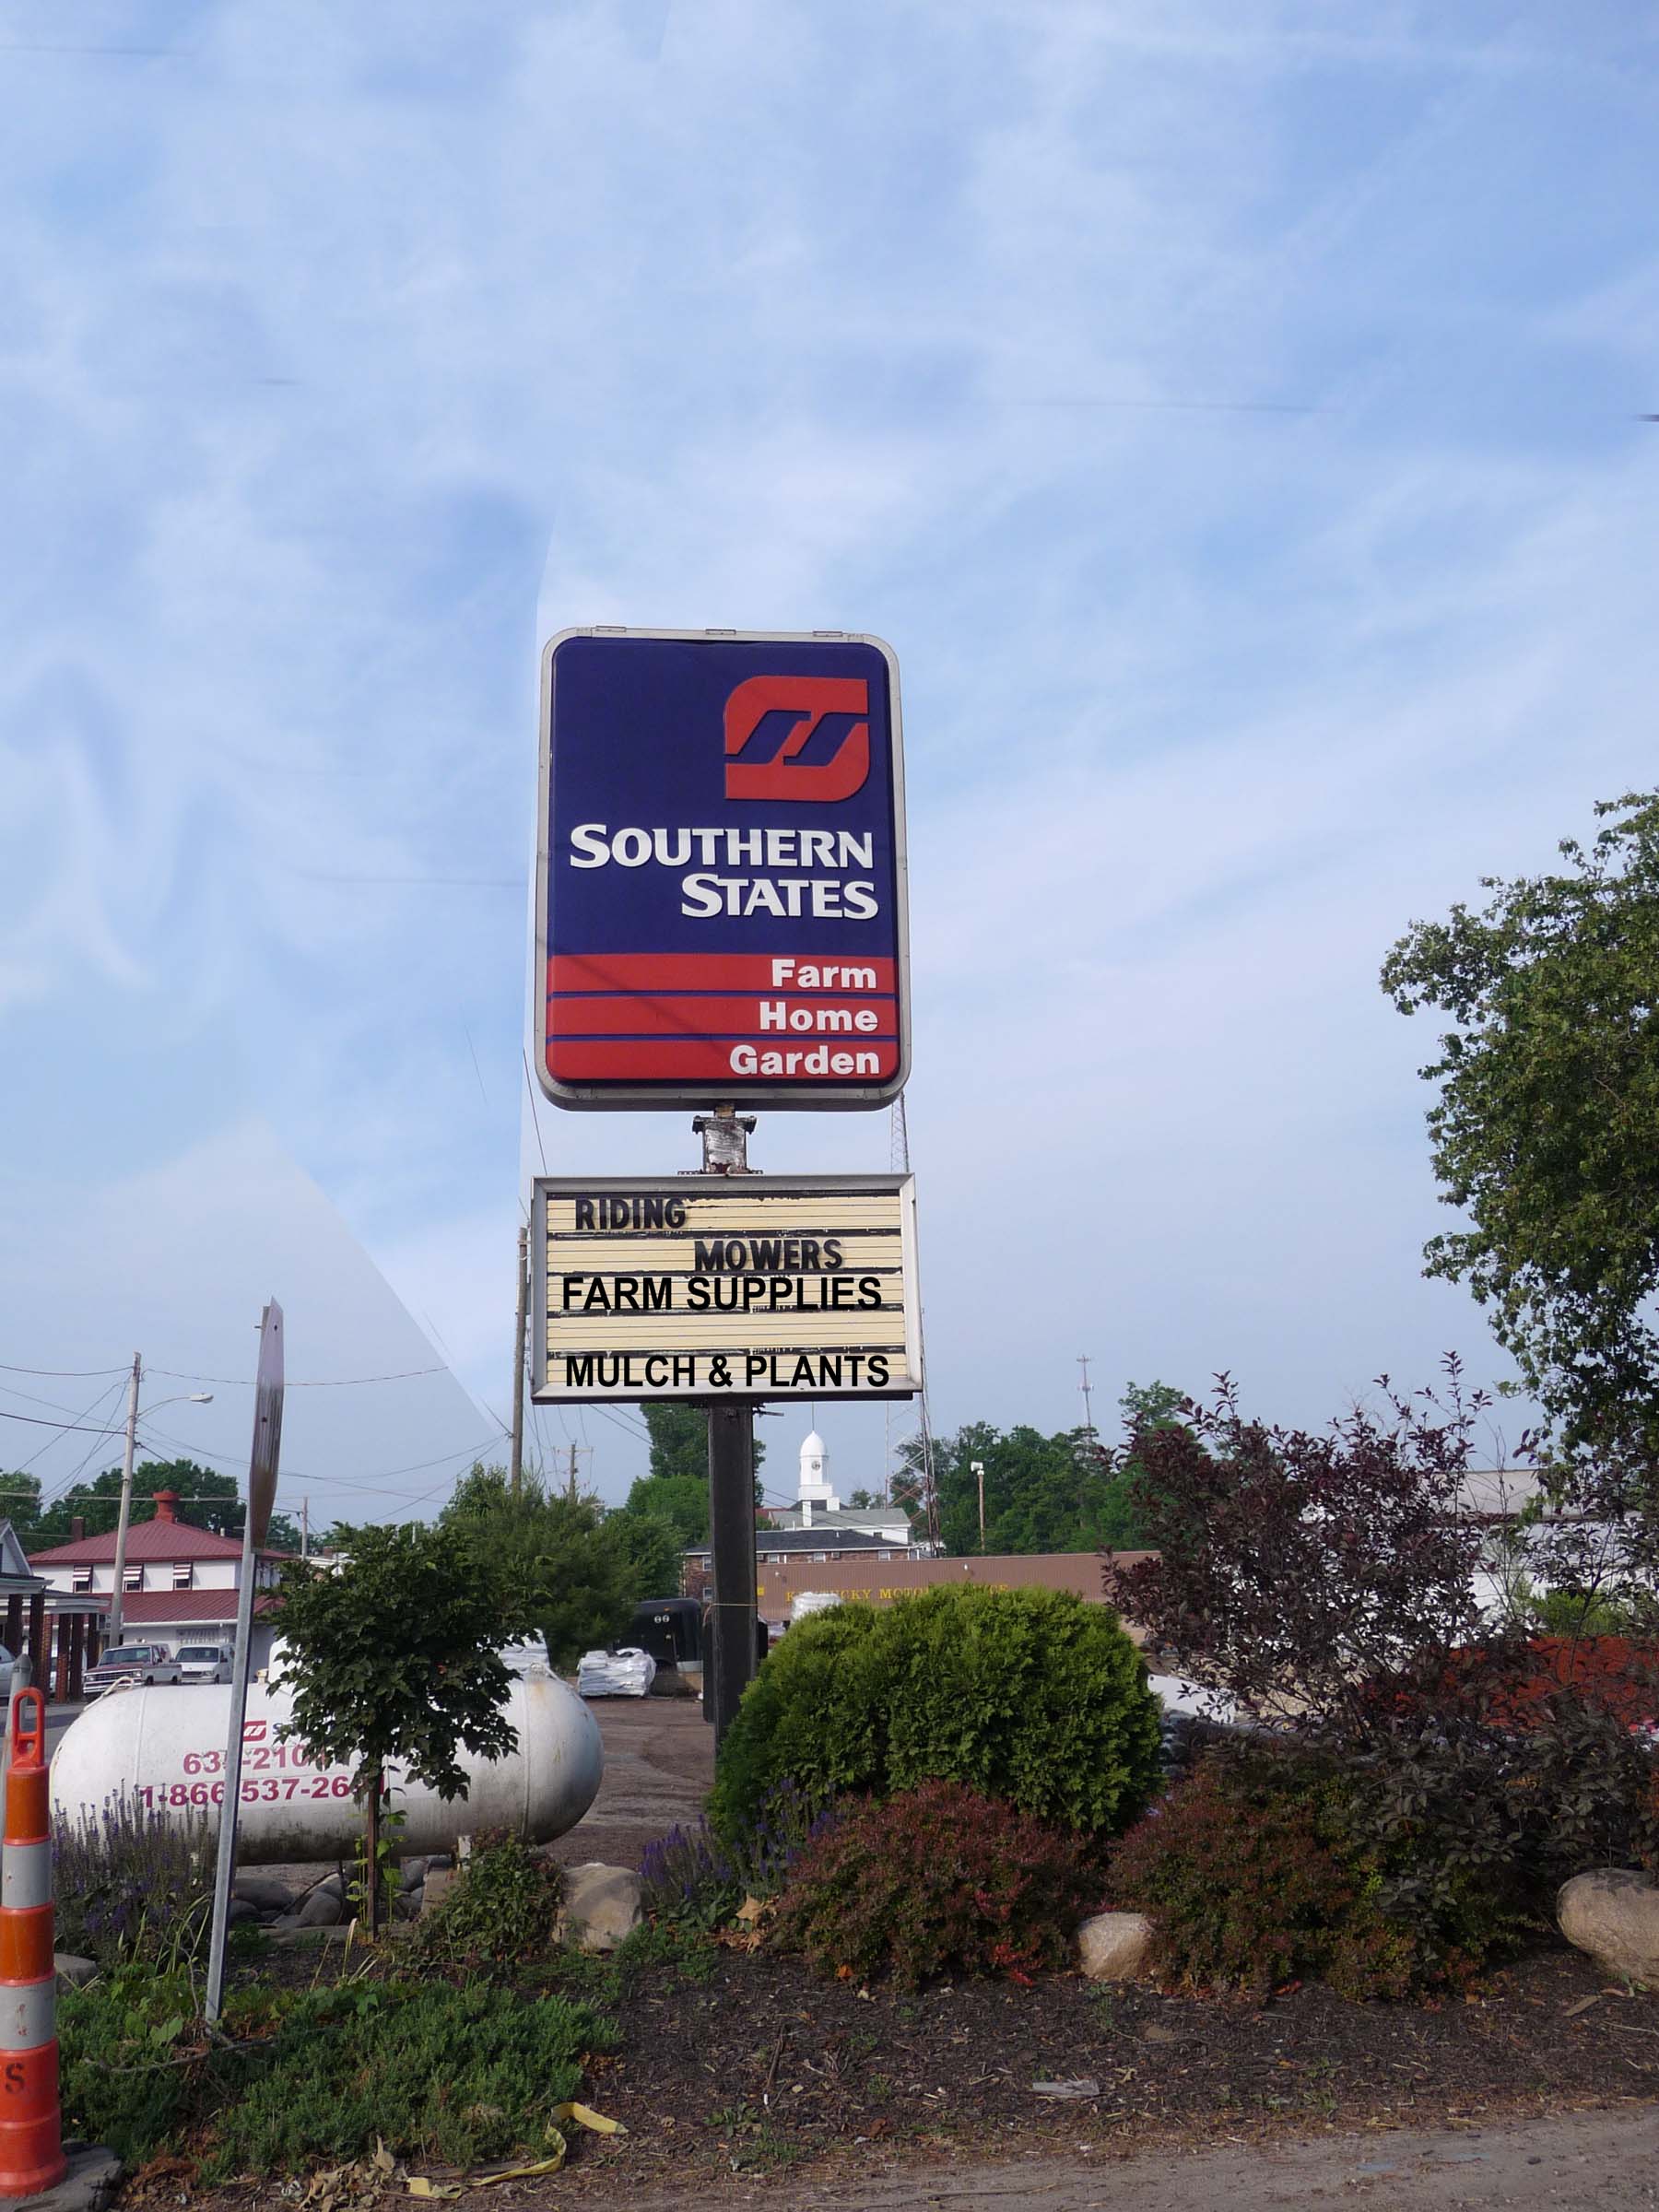 SOUTHERN
STATES
Farm
Home
Garden
RIDING
MOWERS
FARM SUPPLIES
MULCH & PLANTS